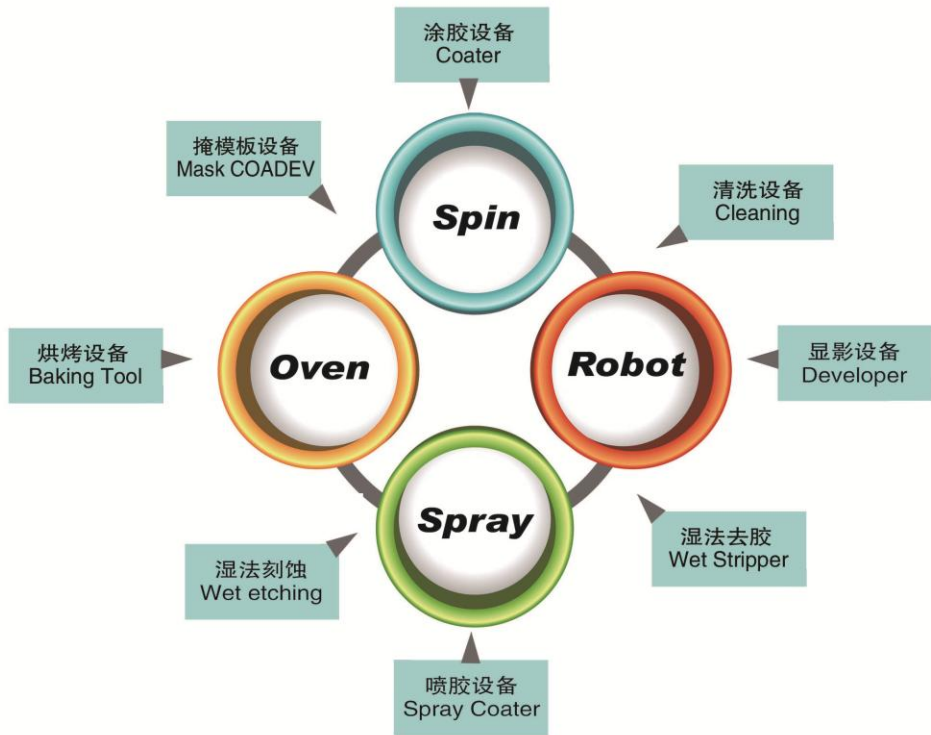 涂胶设备
Coater
掩模板设备
Mask COADEV
清洗设备
Cleaning
Spin
烘烤设备
Baking Tool
Oven
Robot
显影设备
Developer
Spray
湿法刻蚀
Wet etching
湿法去胶
Wet Stripper
喷胶设备
Spray Coater